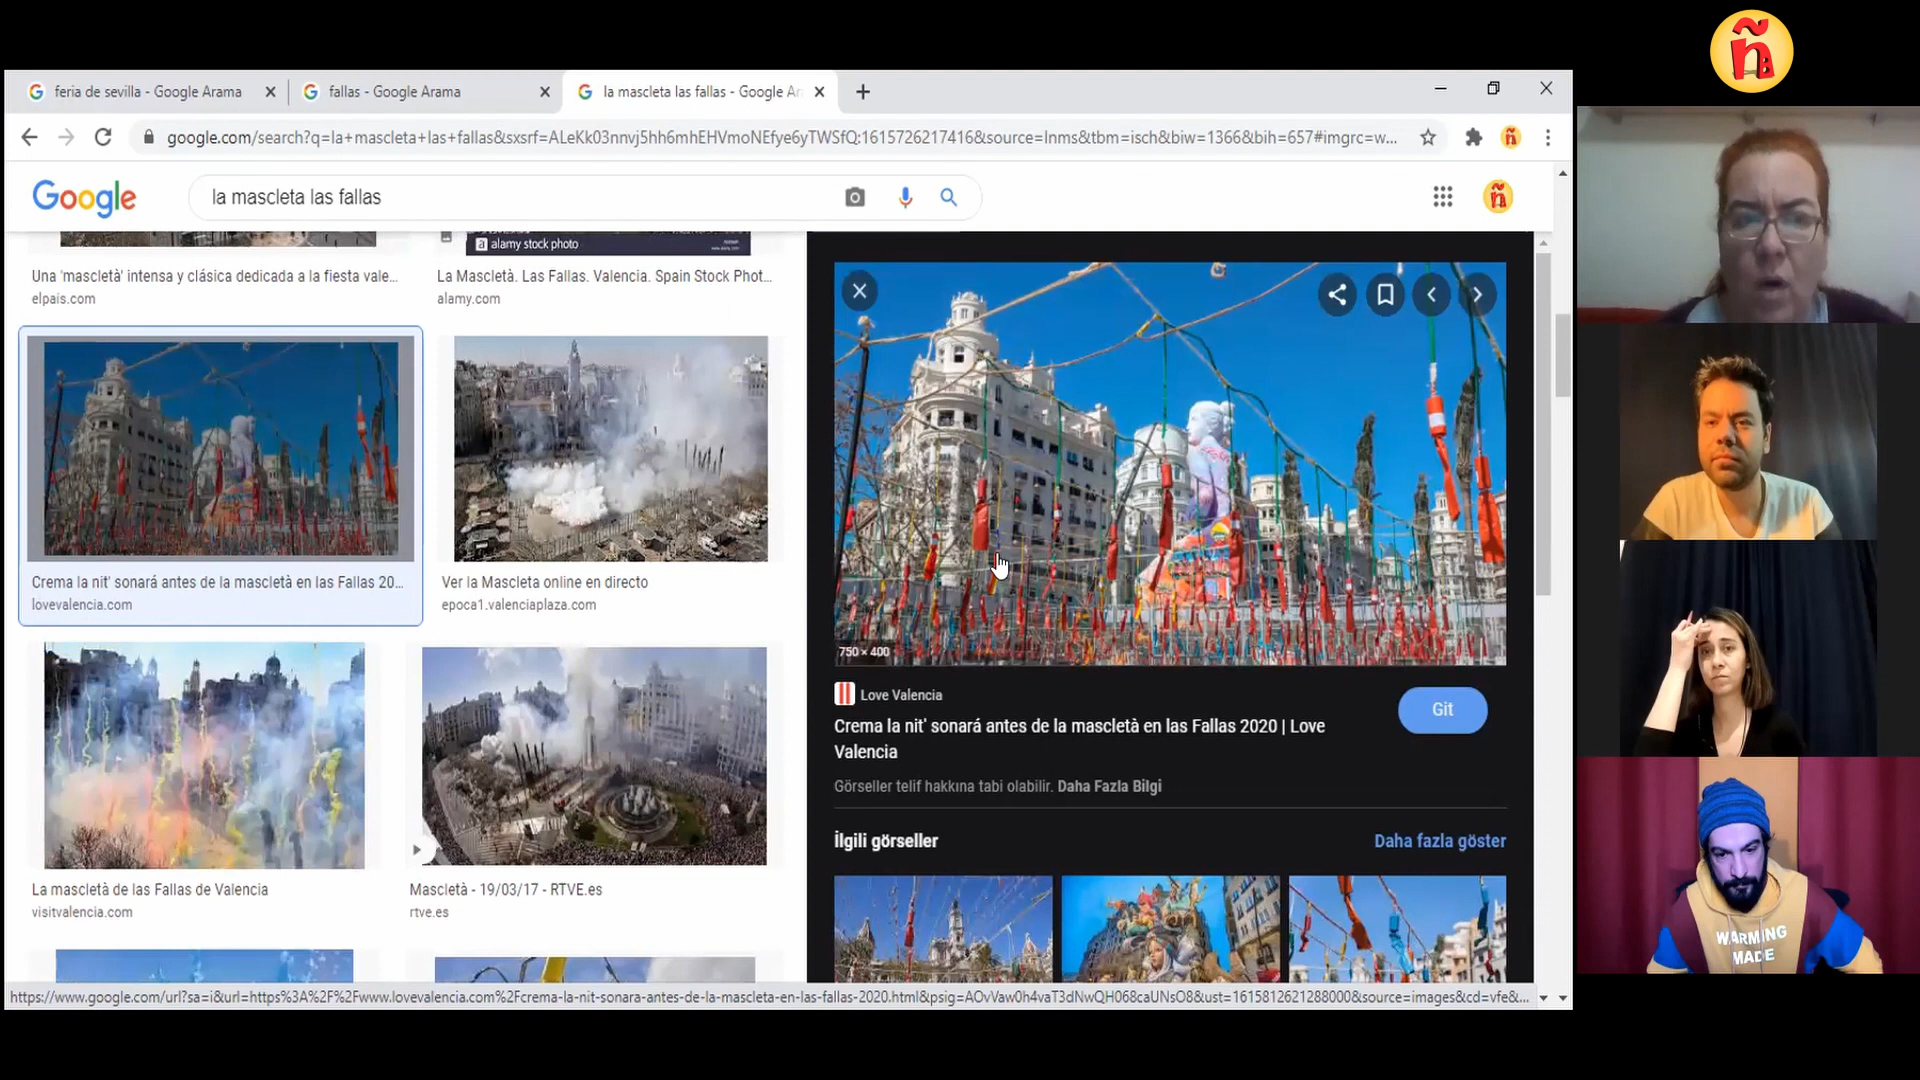 ñ
feria de sevilla - Google Arama
fallas - Google Arama
la mascleta las fallas - Google Ar
google.com/search?q=la+mascleta+las+fallas&sxsrf=ALeKk03nnvj5hh6mhEHVmoNEfye6yTWSfQ:1615726217416&source=lnms&tbm=isch&biw=1366&bih=657#imgrc=w...
ñ
Google
la mascleta las fallas
ñ
a alamy stock photo
Una 'mascletà' intensa y clásica dedicada a la fiesta vale...
elpais.com
La Mascletà. Las Fallas. Valencia. Spain Stock Phot...
alamy.com
Crema la nit' sonará antes de la mascletà en las Fallas 20...
lovevalencia.com
Ver la Mascleta online en directo
epoca1.valenciaplaza.com
La mascletà de las Fallas de Valencia
visitvalencia.com
Mascletà - 19/03/17 - RTVE.es
rtve.es
750 × 400
Love Valencia
Crema la nit' sonará antes de la mascletà en las Fallas 2020 | Love
Valencia
Git
Görseller telif hakkına tabi olabilir. Daha Fazla Bilgi
İlgili görseller
Daha fazla göster
https://www.google.com/url?sa=i&url=https%3A%2F%2Fwww.lovevalencia.com%2Fcrema-la-nit-sonara-antes-de-la-mascleta-en-las-fallas-2020.html&psig=AOvVaw0h4vaT3dNwQH068caUNsO8&ust=1615812621288000&source=images&cd=vfe&...
WARMING
MADE